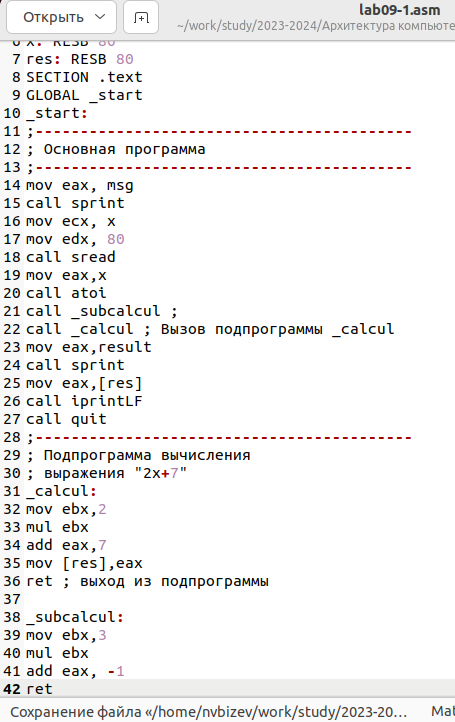 Открыть
lab09-1.asm
~/work/study/2023-2024/Архитектура компьюте
6 x: RESB 80
7 res: RESB 80
8 SECTION .text
9 GLOBAL _start
10 _start:
11 ;-----------------------------------------
12 ; Основная программа
13 ;-----------------------------------------
14 mov eax, msg
15 call sprint
16 mov ecx, x
17 mov edx, 80
18 call sread
19 mov eax,x
20 call atoi
21 call _subcalcul ;
22 call _calcul ; Вызов подпрограммы _calcul
23 mov eax,result
24 call sprint
25 mov eax,[res]
26 call iprintLF
27 call quit
28 ;-----------------------------------------
29 ; Подпрограмма вычисления
30 ; выражения "2x+7"
31 _calcul:
32 mov ebx,2
33 mul ebx
34 add eax,7
35 mov [res],eax
36 ret ; выход из подпрограммы
37
38 _subcalcul:
39 mov ebx,3
40 mul ebx
41 add eax, -1
42 ret
Сохранение файла «/home/nvbizev/work/study/2023-20... Mat